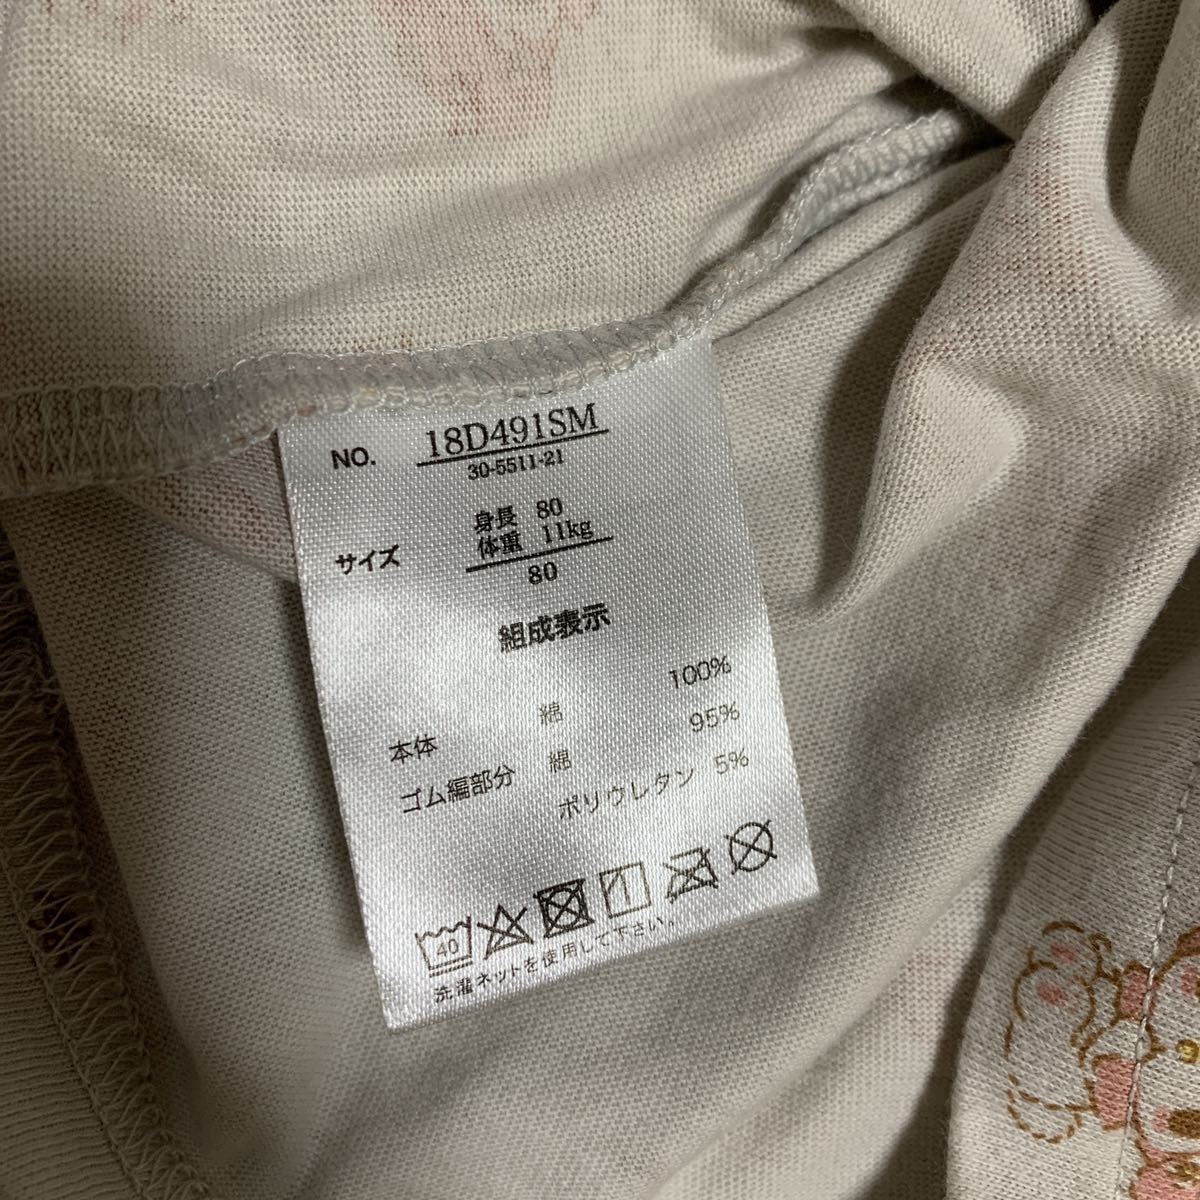 NO. 18D491SM
30-5511-21
身長 80
サイズ 体重 11kg
80
組成表示
本体 綿 100%
ゴム編部分 綿 95%
ポリウレタン 5%
40
洗濯ネットを使用して下さい。